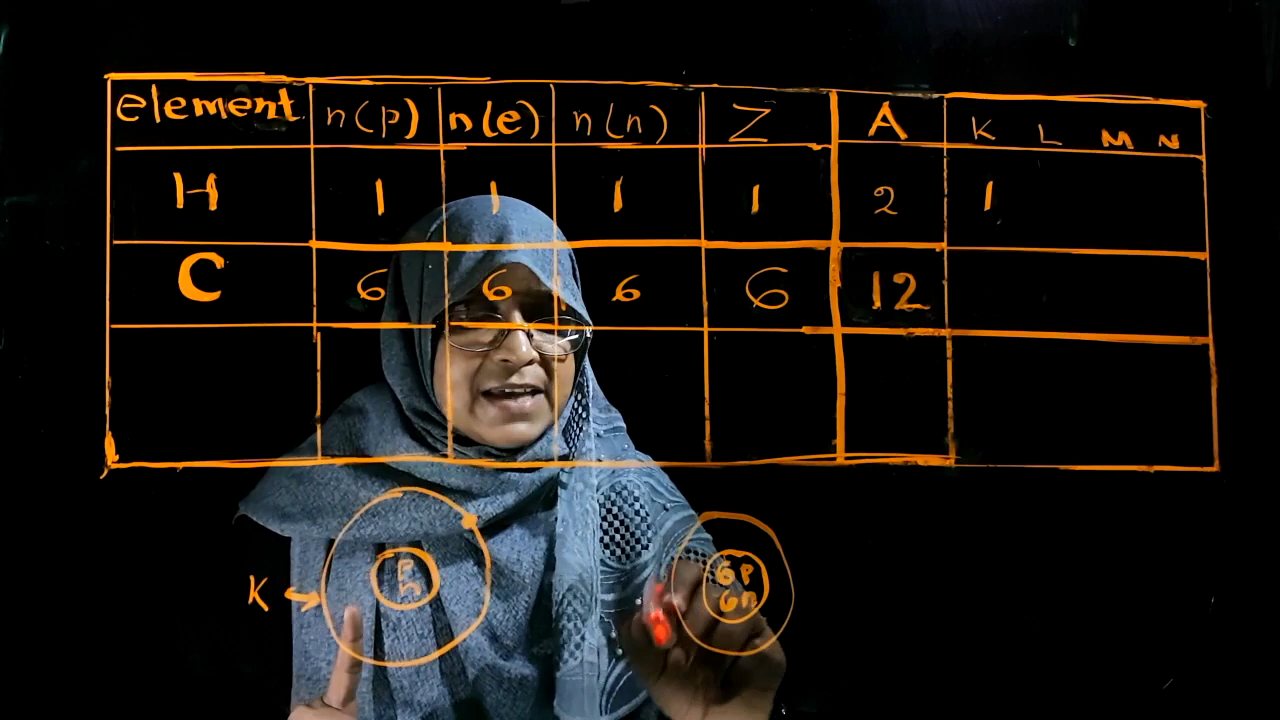 element n(p) n(e) n(n) Z A K L M N
H 1 1 1 1 2 1
C 6 6 6 6 12
K
P
n
6P
6n